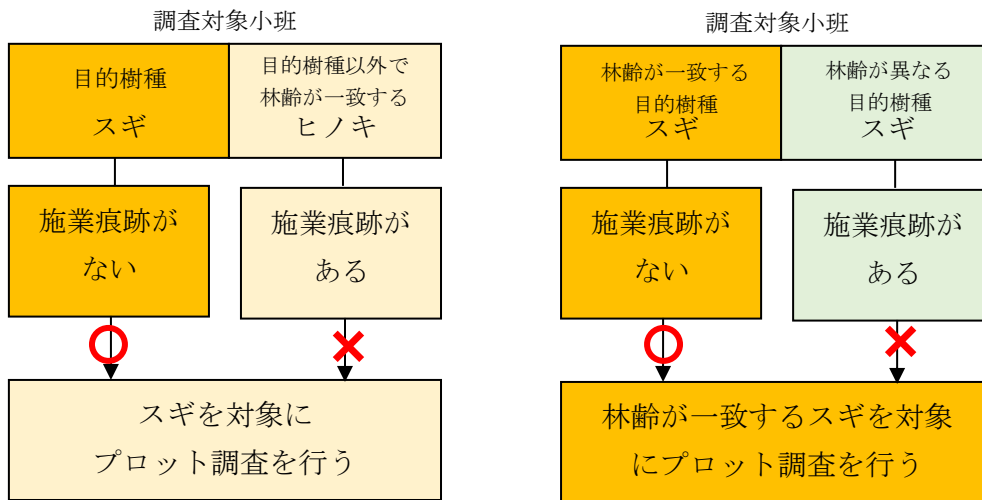 調査対象小班
目的樹種
スギ
目的樹種以外で
林齢が一致する
ヒノキ
施業痕跡が
ない
施業痕跡が
ある
スギを対象に
プロット調査を行う
調査対象小班
林齢が一致する
目的樹種
スギ
林齢が異なる
目的樹種
スギ
施業痕跡が
ない
施業痕跡が
ある
林齢が一致するスギを対象
にプロット調査を行う